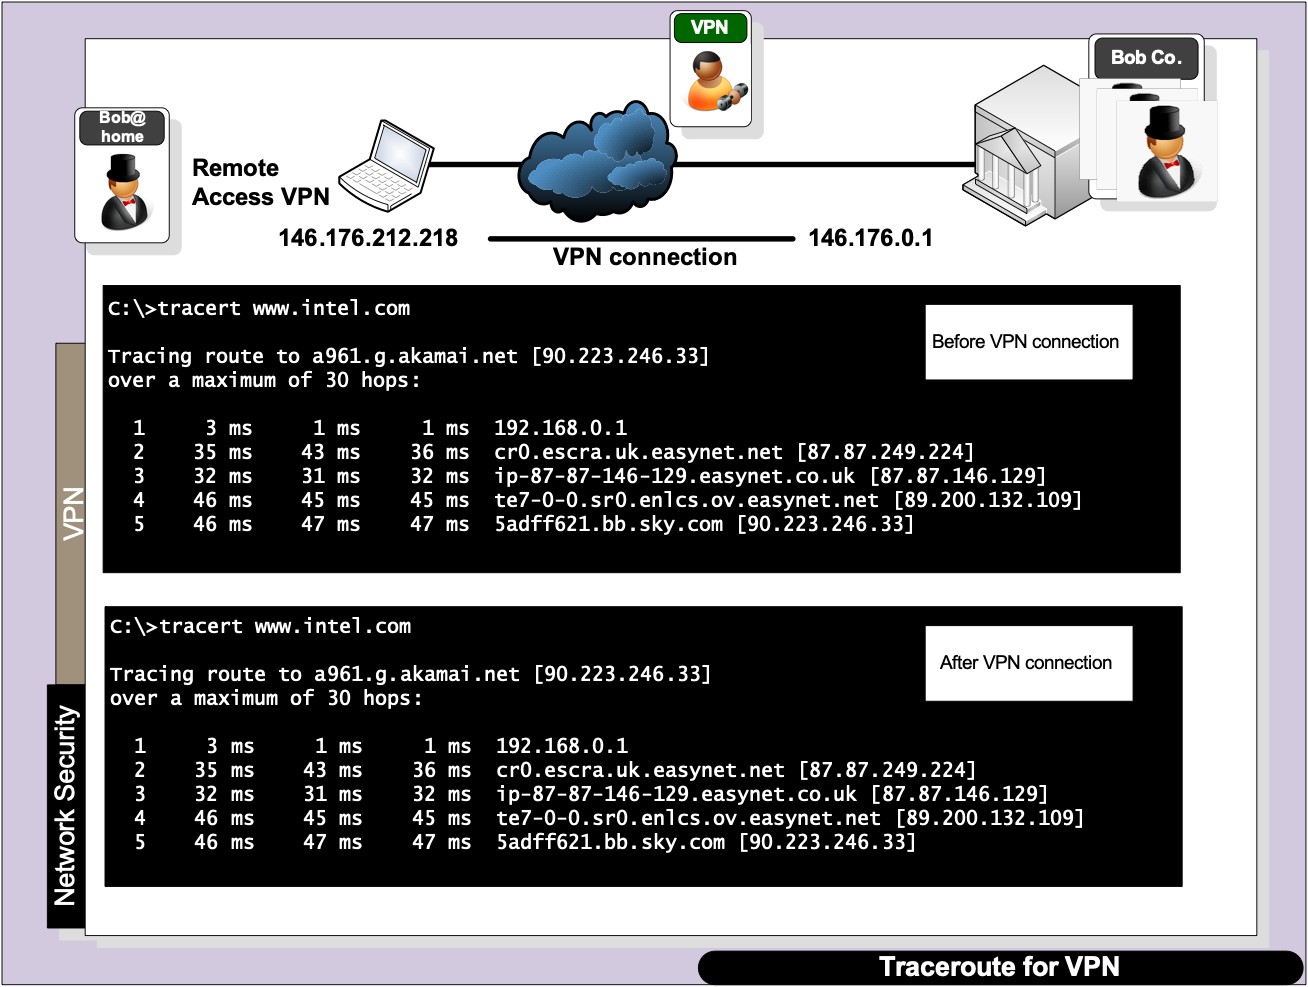 VPN
Bob Co.
Bob@
home
Remote
Access VPN
146.176.212.218
146.176.0.1
VPN connection
C:\>tracert www.intel.com
Before VPN connection
Tracing route to a961.g.akamai.net [90.223.246.33]
over a maximum of 30 hops:
1 3 ms 1 ms 1 ms 192.168.0.1
2 35 ms 43 ms 36 ms cr0.escra.uk.easynet.net [87.87.249.224]
3 32 ms 31 ms 32 ms ip-87-87-146-129.easynet.co.uk [87.87.146.129]
4 46 ms 45 ms 45 ms te7-0-0.sr0.enlcs.ov.easynet.net [89.200.132.109]
5 46 ms 47 ms 47 ms 5adff621.bb.sky.com [90.223.246.33]
C:\>tracert www.intel.com
After VPN connection
Tracing route to a961.g.akamai.net [90.223.246.33]
over a maximum of 30 hops:
1 3 ms 1 ms 1 ms 192.168.0.1
2 35 ms 43 ms 36 ms cr0.escra.uk.easynet.net [87.87.249.224]
3 32 ms 31 ms 32 ms ip-87-87-146-129.easynet.co.uk [87.87.146.129]
4 46 ms 45 ms 45 ms te7-0-0.sr0.enlcs.ov.easynet.net [89.200.132.109]
5 46 ms 47 ms 47 ms 5adff621.bb.sky.com [90.223.246.33]
VPN
Network Security
Traceroute for VPN